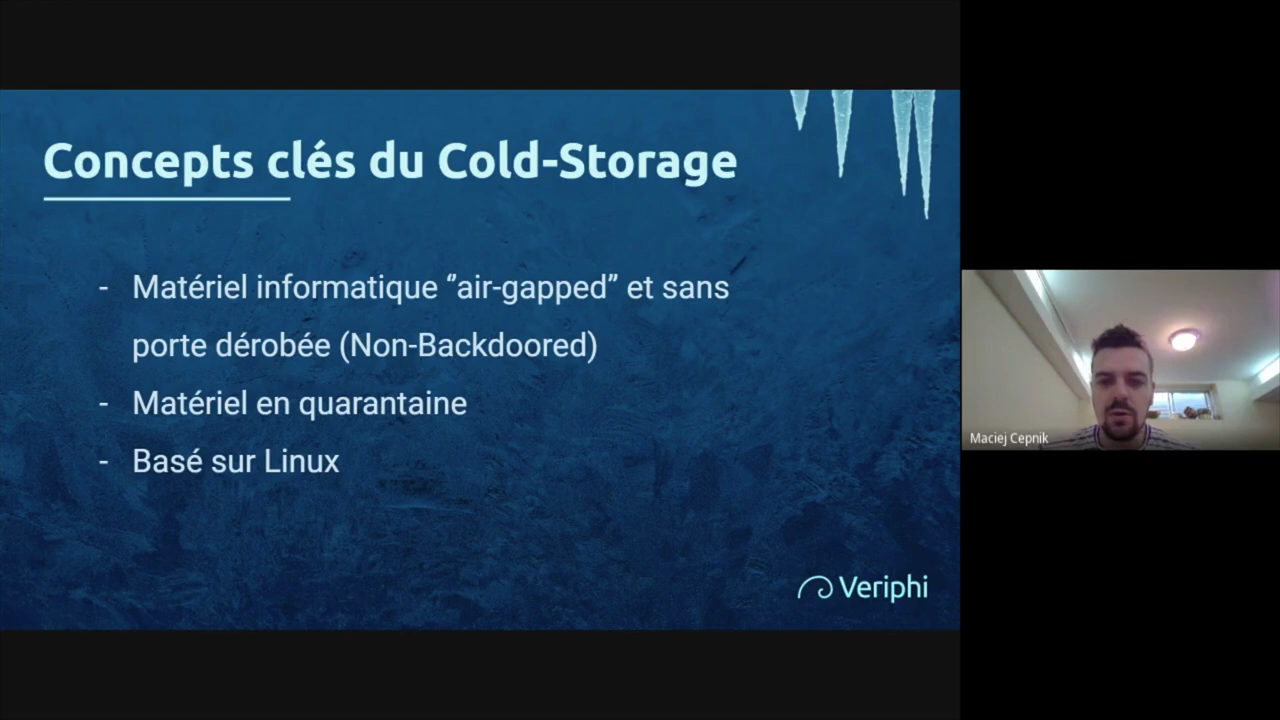 Concepts clés du Cold-Storage
- Matériel informatique “air-gapped” et sans
porte dérobée (Non-Backdoored)
- Matériel en quarantaine
- Basé sur Linux
Veriphi
Maciej Cepnik